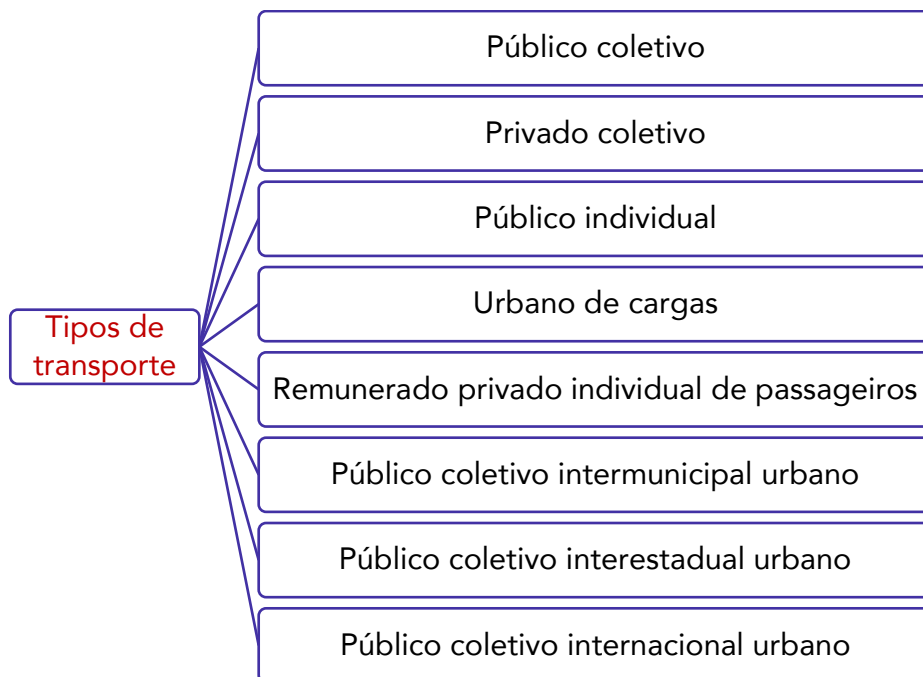 Público coletivo
Privado coletivo
Público individual
Urbano de cargas
Tipos de
transporte
Remunerado privado individual de passageiros
Público coletivo intermunicipal urbano
Público coletivo interestadual urbano
Público coletivo internacional urbano